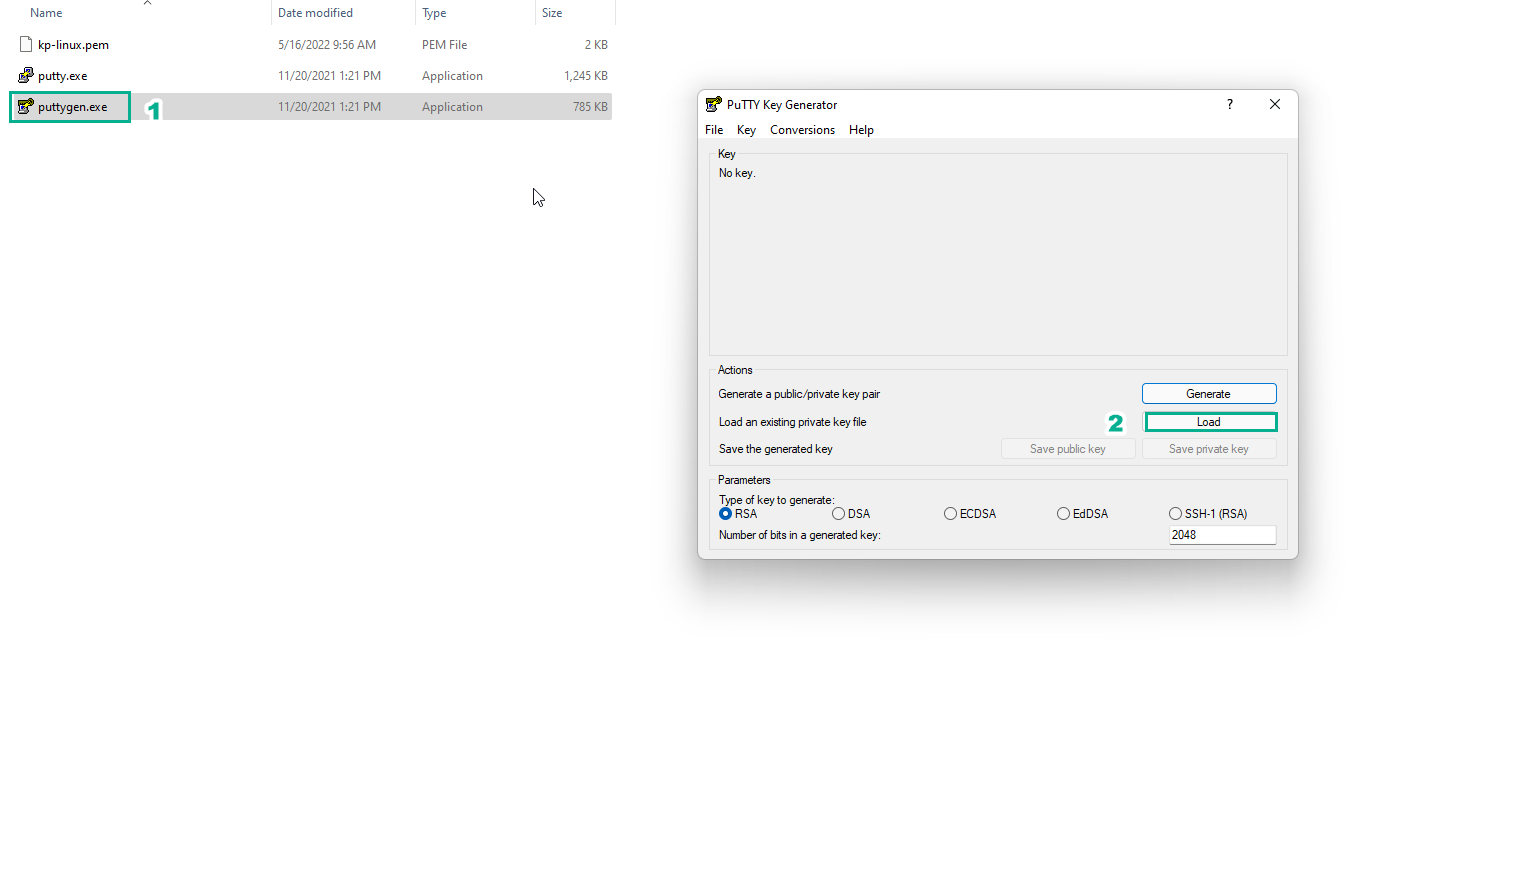 Name Date modified Type Size
kp-linux.pem 5/16/2022 9:56 AM PEM File 2 KB
putty.exe 11/20/2021 1:21 PM Application 1,245 KB
puttygen.exe 1 11/20/2021 1:21 PM Application 785 KB
PuTTY Key Generator ?
File Key Conversions Help
Key
No key.
Actions
Generate a public/private key pair Generate
Load an existing private key file 2 Load
Save the generated key Save public key Save private key
Parameters
Type of key to generate:
RSA DSA ECDSA EdDSA SSH-1 (RSA)
Number of bits in a generated key: 2048